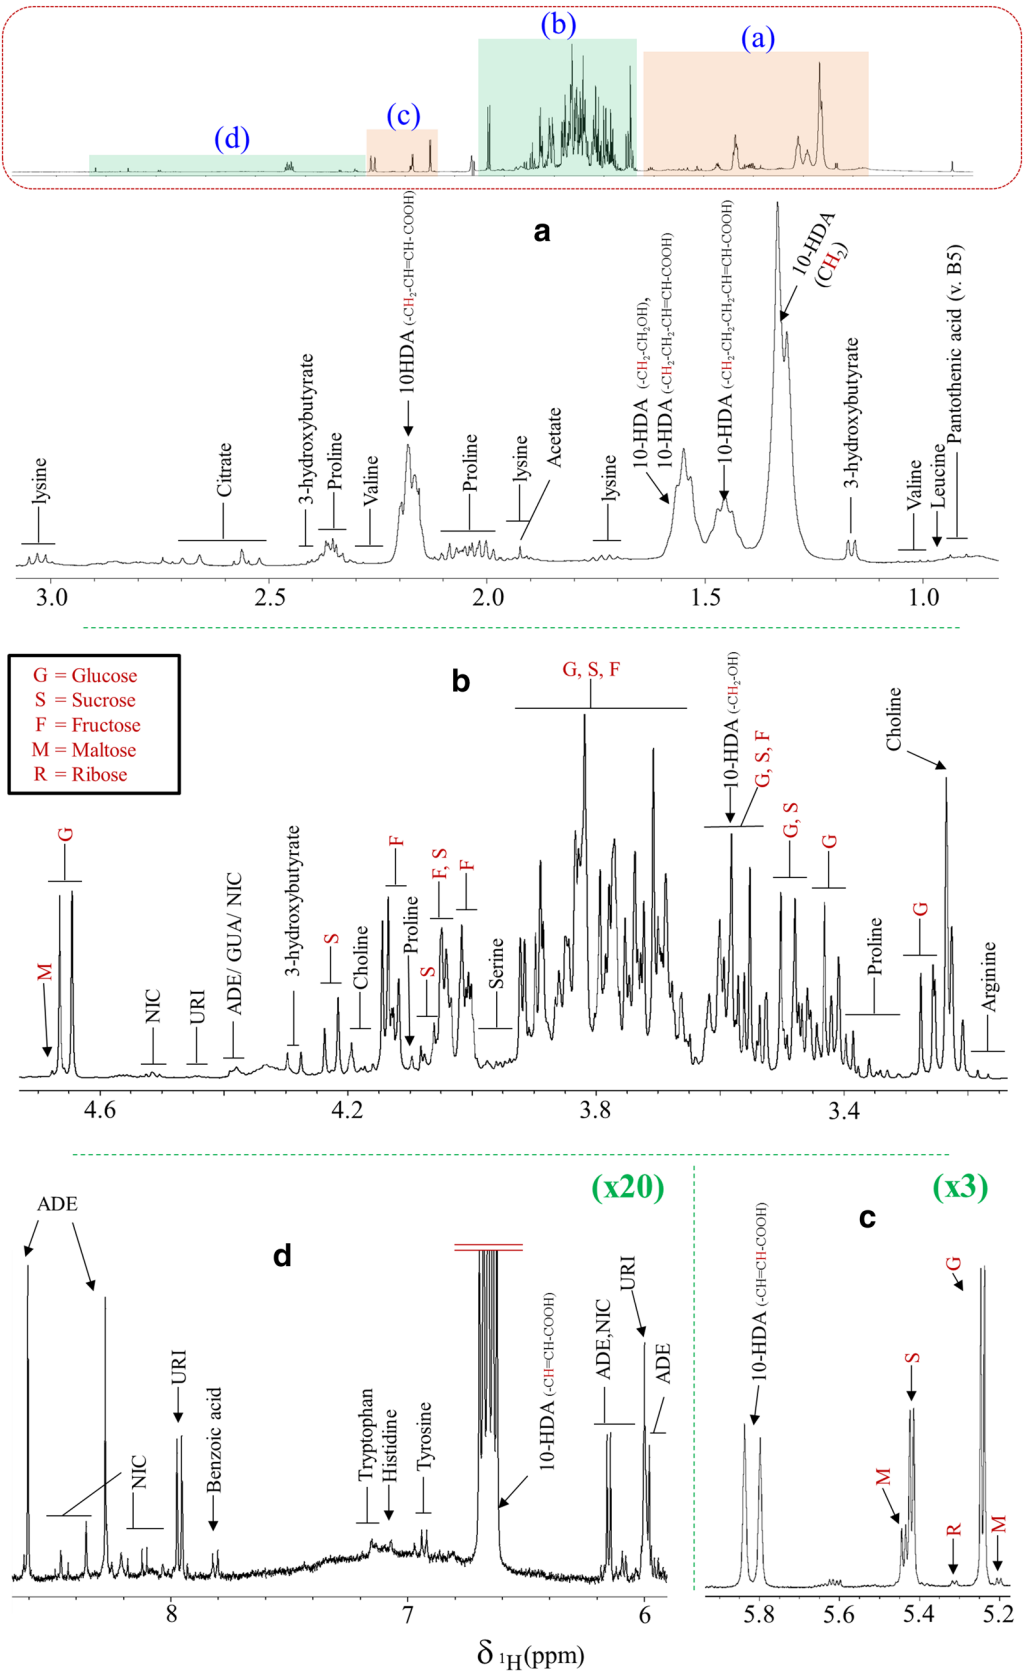 (d)
(c)
(b)
(a)
a
lysine
Citrate
3-hydroxybutyrate
Proline
Valine
10HDA (-CH₂-CH=CH-COOH)
Proline
lysine
Acetate
lysine
10-HDA (-CH₂-CH₂OH),
10-HDA (-CH₂-CH₂-CH=CH-COOH)
10-HDA (-CH₂-CH₂-CH₂-CH=CH-COOH)
10-HDA
(CH₂)
3-hydroxybutyrate
Valine
Leucine
Pantothenic acid (v. B5)
3.0 2.5 2.0 1.5 1.0
G = Glucose
S = Sucrose
F = Fructose
M = Maltose
R = Ribose
b
M
G
NIC
URI
ADE/ GUA/ NIC
3-hydroxybutyrate
S
Choline
F
Proline
S
F, S
F
Serine
G, S, F
10-HDA (-CH₂-OH)
G, S, F
G, S
G
Proline
G
Choline
Arginine
4.6 4.2 3.8 3.4
(x20)
d
ADE
NIC
URI
Benzoic acid
Tryptophan
Histidine
Tyrosine
10-HDA (-CH=CH-COOH)
ADE,NIC
URI
ADE
8 7 6
(x3)
c
10-HDA (-CH=CH-COOH)
M
S
R
G
M
5.8 5.6 5.4 5.2
δ ¹H(ppm)